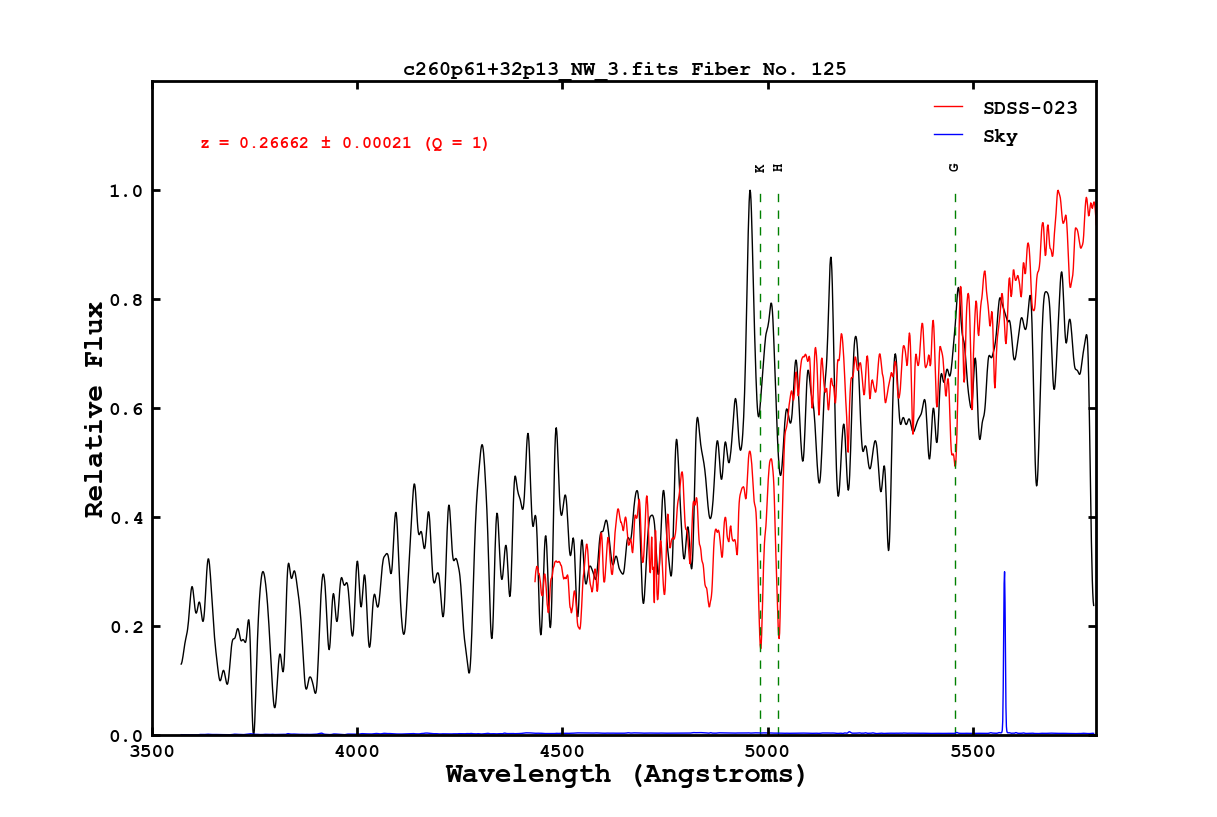 c260p61+32p13_NW_3.fits Fiber No. 125
SDSS-023
Sky
z = 0.26662 ± 0.00021 (Q = 1)
K
H
G
1.0
0.8
0.6
0.4
0.2
0.0
Relative Flux
3500
4000
4500
5000
5500
Wavelength (Angstroms)